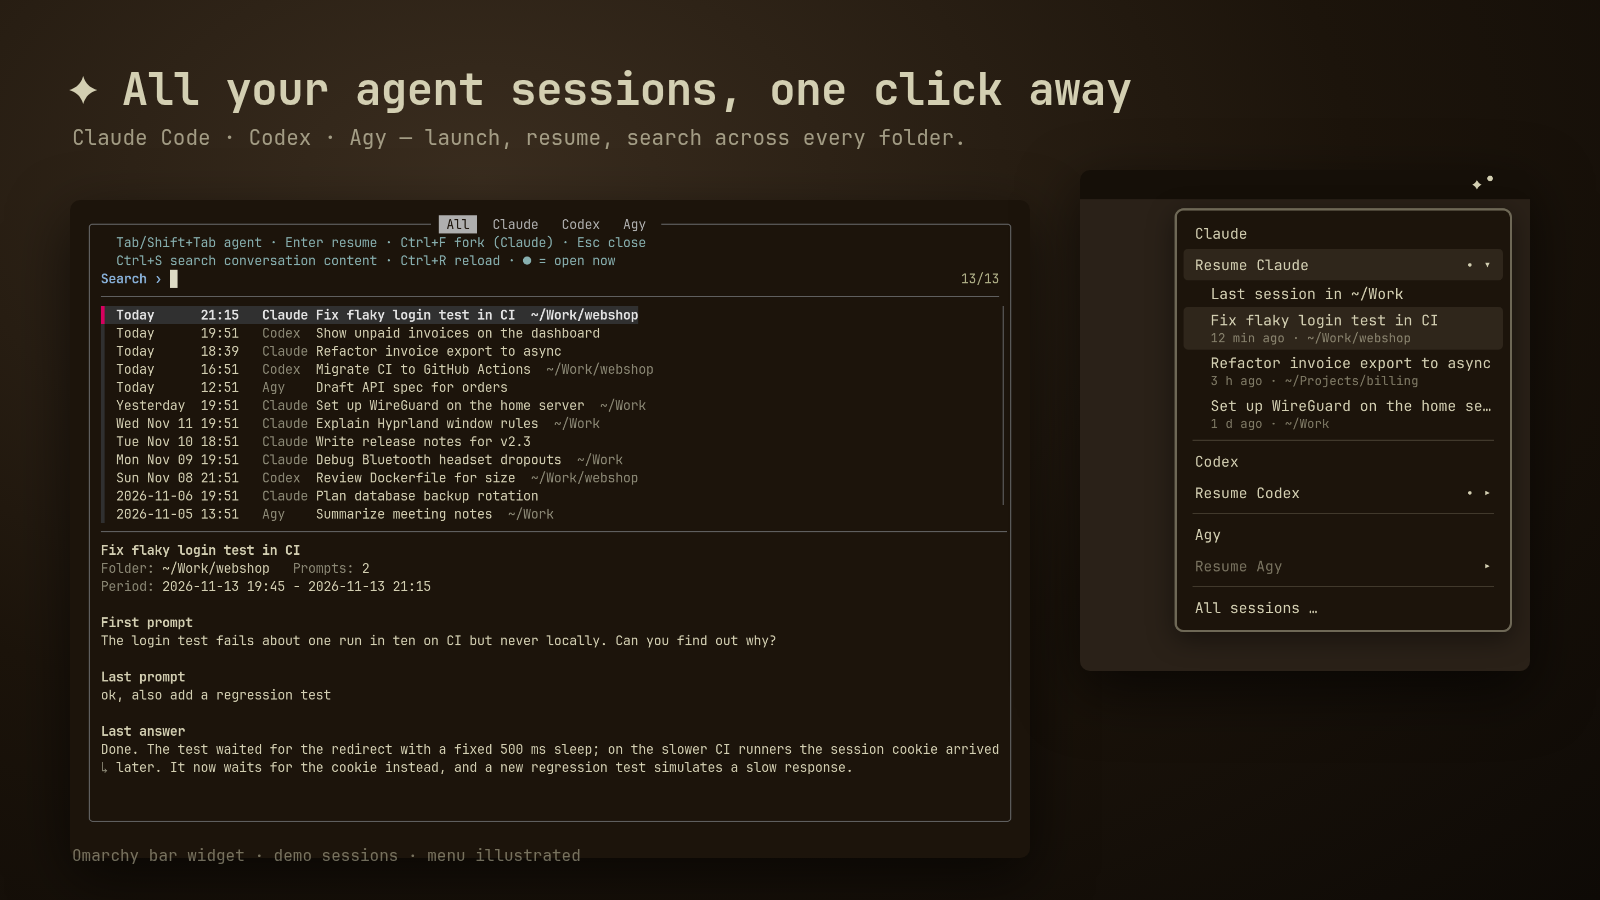 ✦ All your agent sessions, one click away
Claude Code · Codex · Agy — launch, resume, search across every folder.
All Claude Codex Agy
Tab/Shift+Tab agent · Enter resume · Ctrl+F fork (Claude) · Esc close
Ctrl+S search conversation content · Ctrl+R reload · ● = open now
Search › 13/13
Today 21:15 Claude Fix flaky login test in CI ~/Work/webshop
Today 19:51 Codex Show unpaid invoices on the dashboard
Today 18:39 Claude Refactor invoice export to async
Today 16:51 Codex Migrate CI to GitHub Actions ~/Work/webshop
Today 12:51 Agy Draft API spec for orders
Yesterday 19:51 Claude Set up WireGuard on the home server ~/Work
Wed Nov 11 19:51 Claude Explain Hyprland window rules ~/Work
Tue Nov 10 18:51 Claude Write release notes for v2.3
Mon Nov 09 19:51 Claude Debug Bluetooth headset dropouts ~/Work
Sun Nov 08 21:51 Codex Review Dockerfile for size ~/Work/webshop
2026-11-06 19:51 Claude Plan database backup rotation
2026-11-05 13:51 Agy Summarize meeting notes ~/Work
Fix flaky login test in CI
Folder: ~/Work/webshop Prompts: 2
Period: 2026-11-13 19:45 - 2026-11-13 21:15
First prompt
The login test fails about one run in ten on CI but never locally. Can you find out why?
Last prompt
ok, also add a regression test
Last answer
Done. The test waited for the redirect with a fixed 500 ms sleep; on the slower CI runners the session cookie arrived
↳ later. It now waits for the cookie instead, and a new regression test simulates a slow response.
Omarchy bar widget · demo sessions · menu illustrated
Claude
Resume Claude • ▾
Last session in ~/Work
Fix flaky login test in CI
12 min ago · ~/Work/webshop
Refactor invoice export to async
3 h ago · ~/Projects/billing
Set up WireGuard on the home se…
1 d ago · ~/Work
Codex
Resume Codex • ▸
Agy
Resume Agy ▸
All sessions …